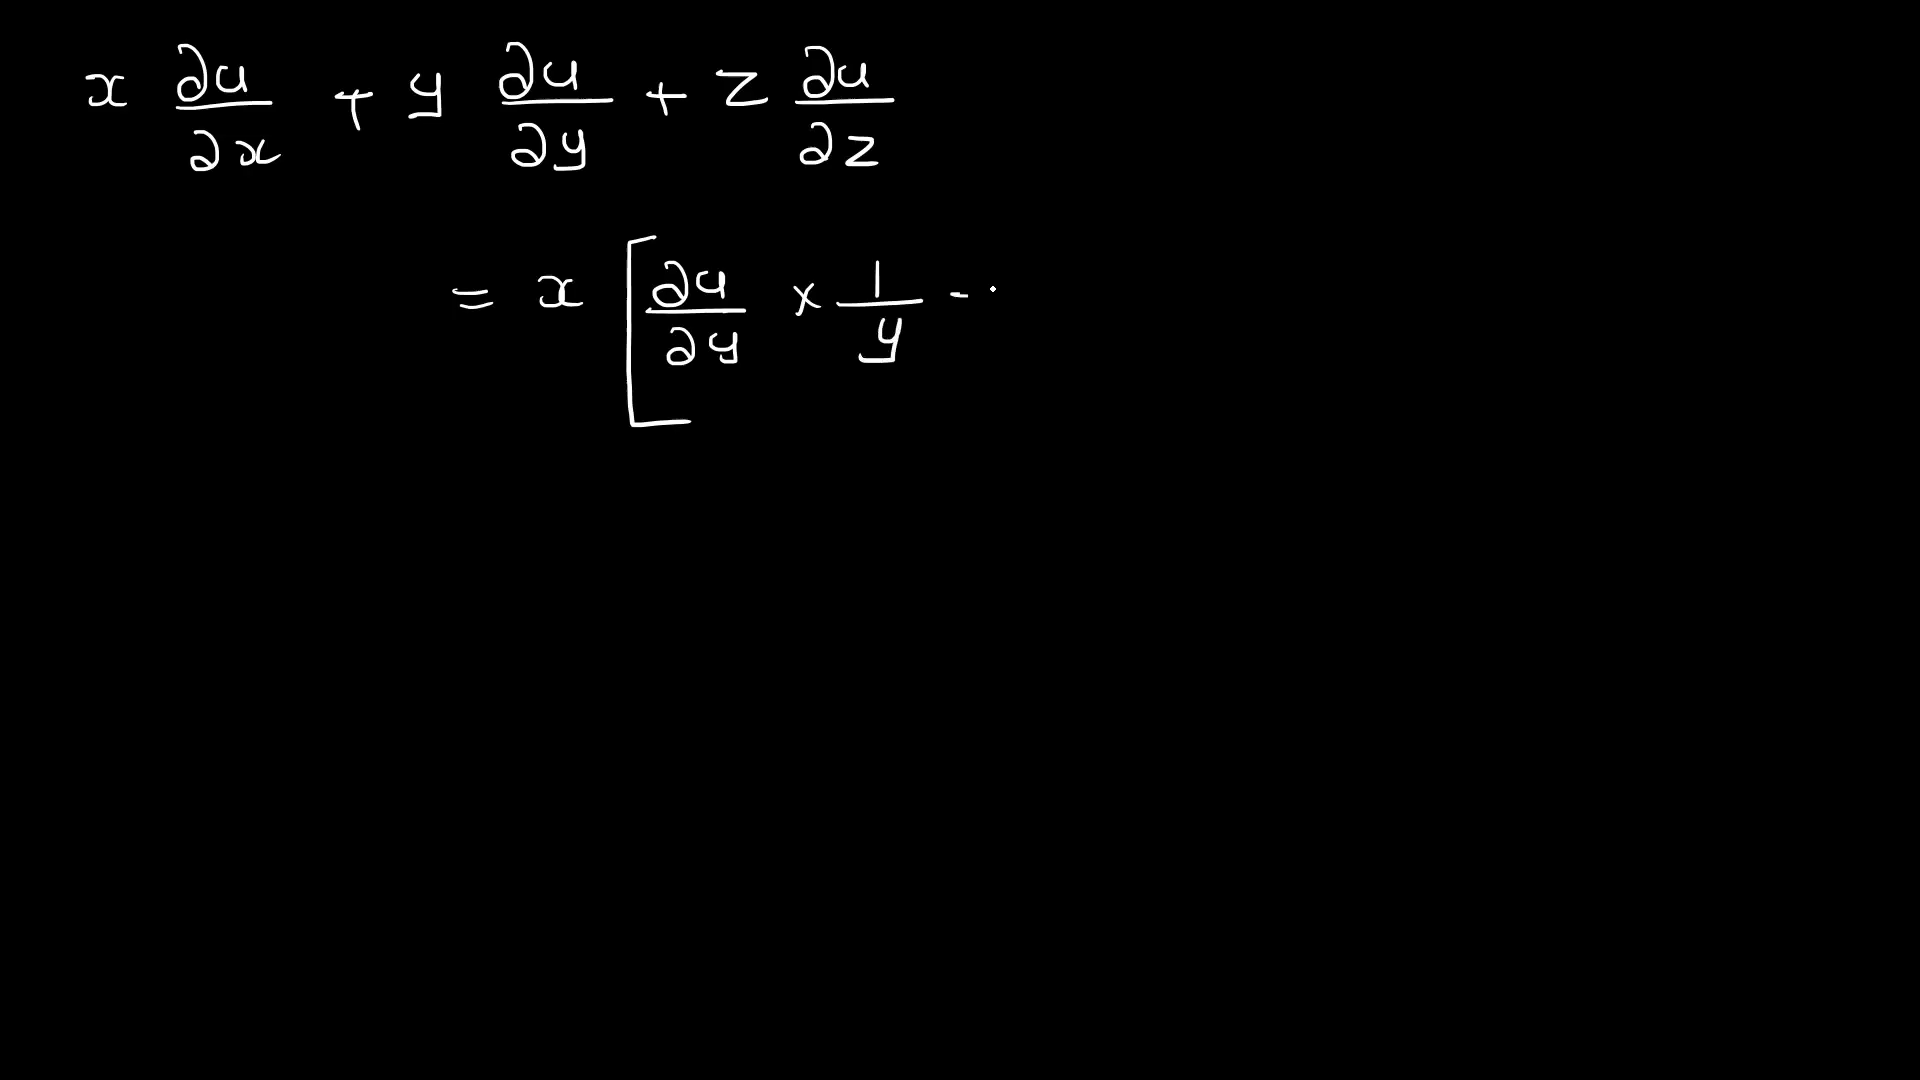 x ∂u/∂x + y ∂u/∂y + z ∂u/∂z
= x [ ∂u/∂y × 1/y -